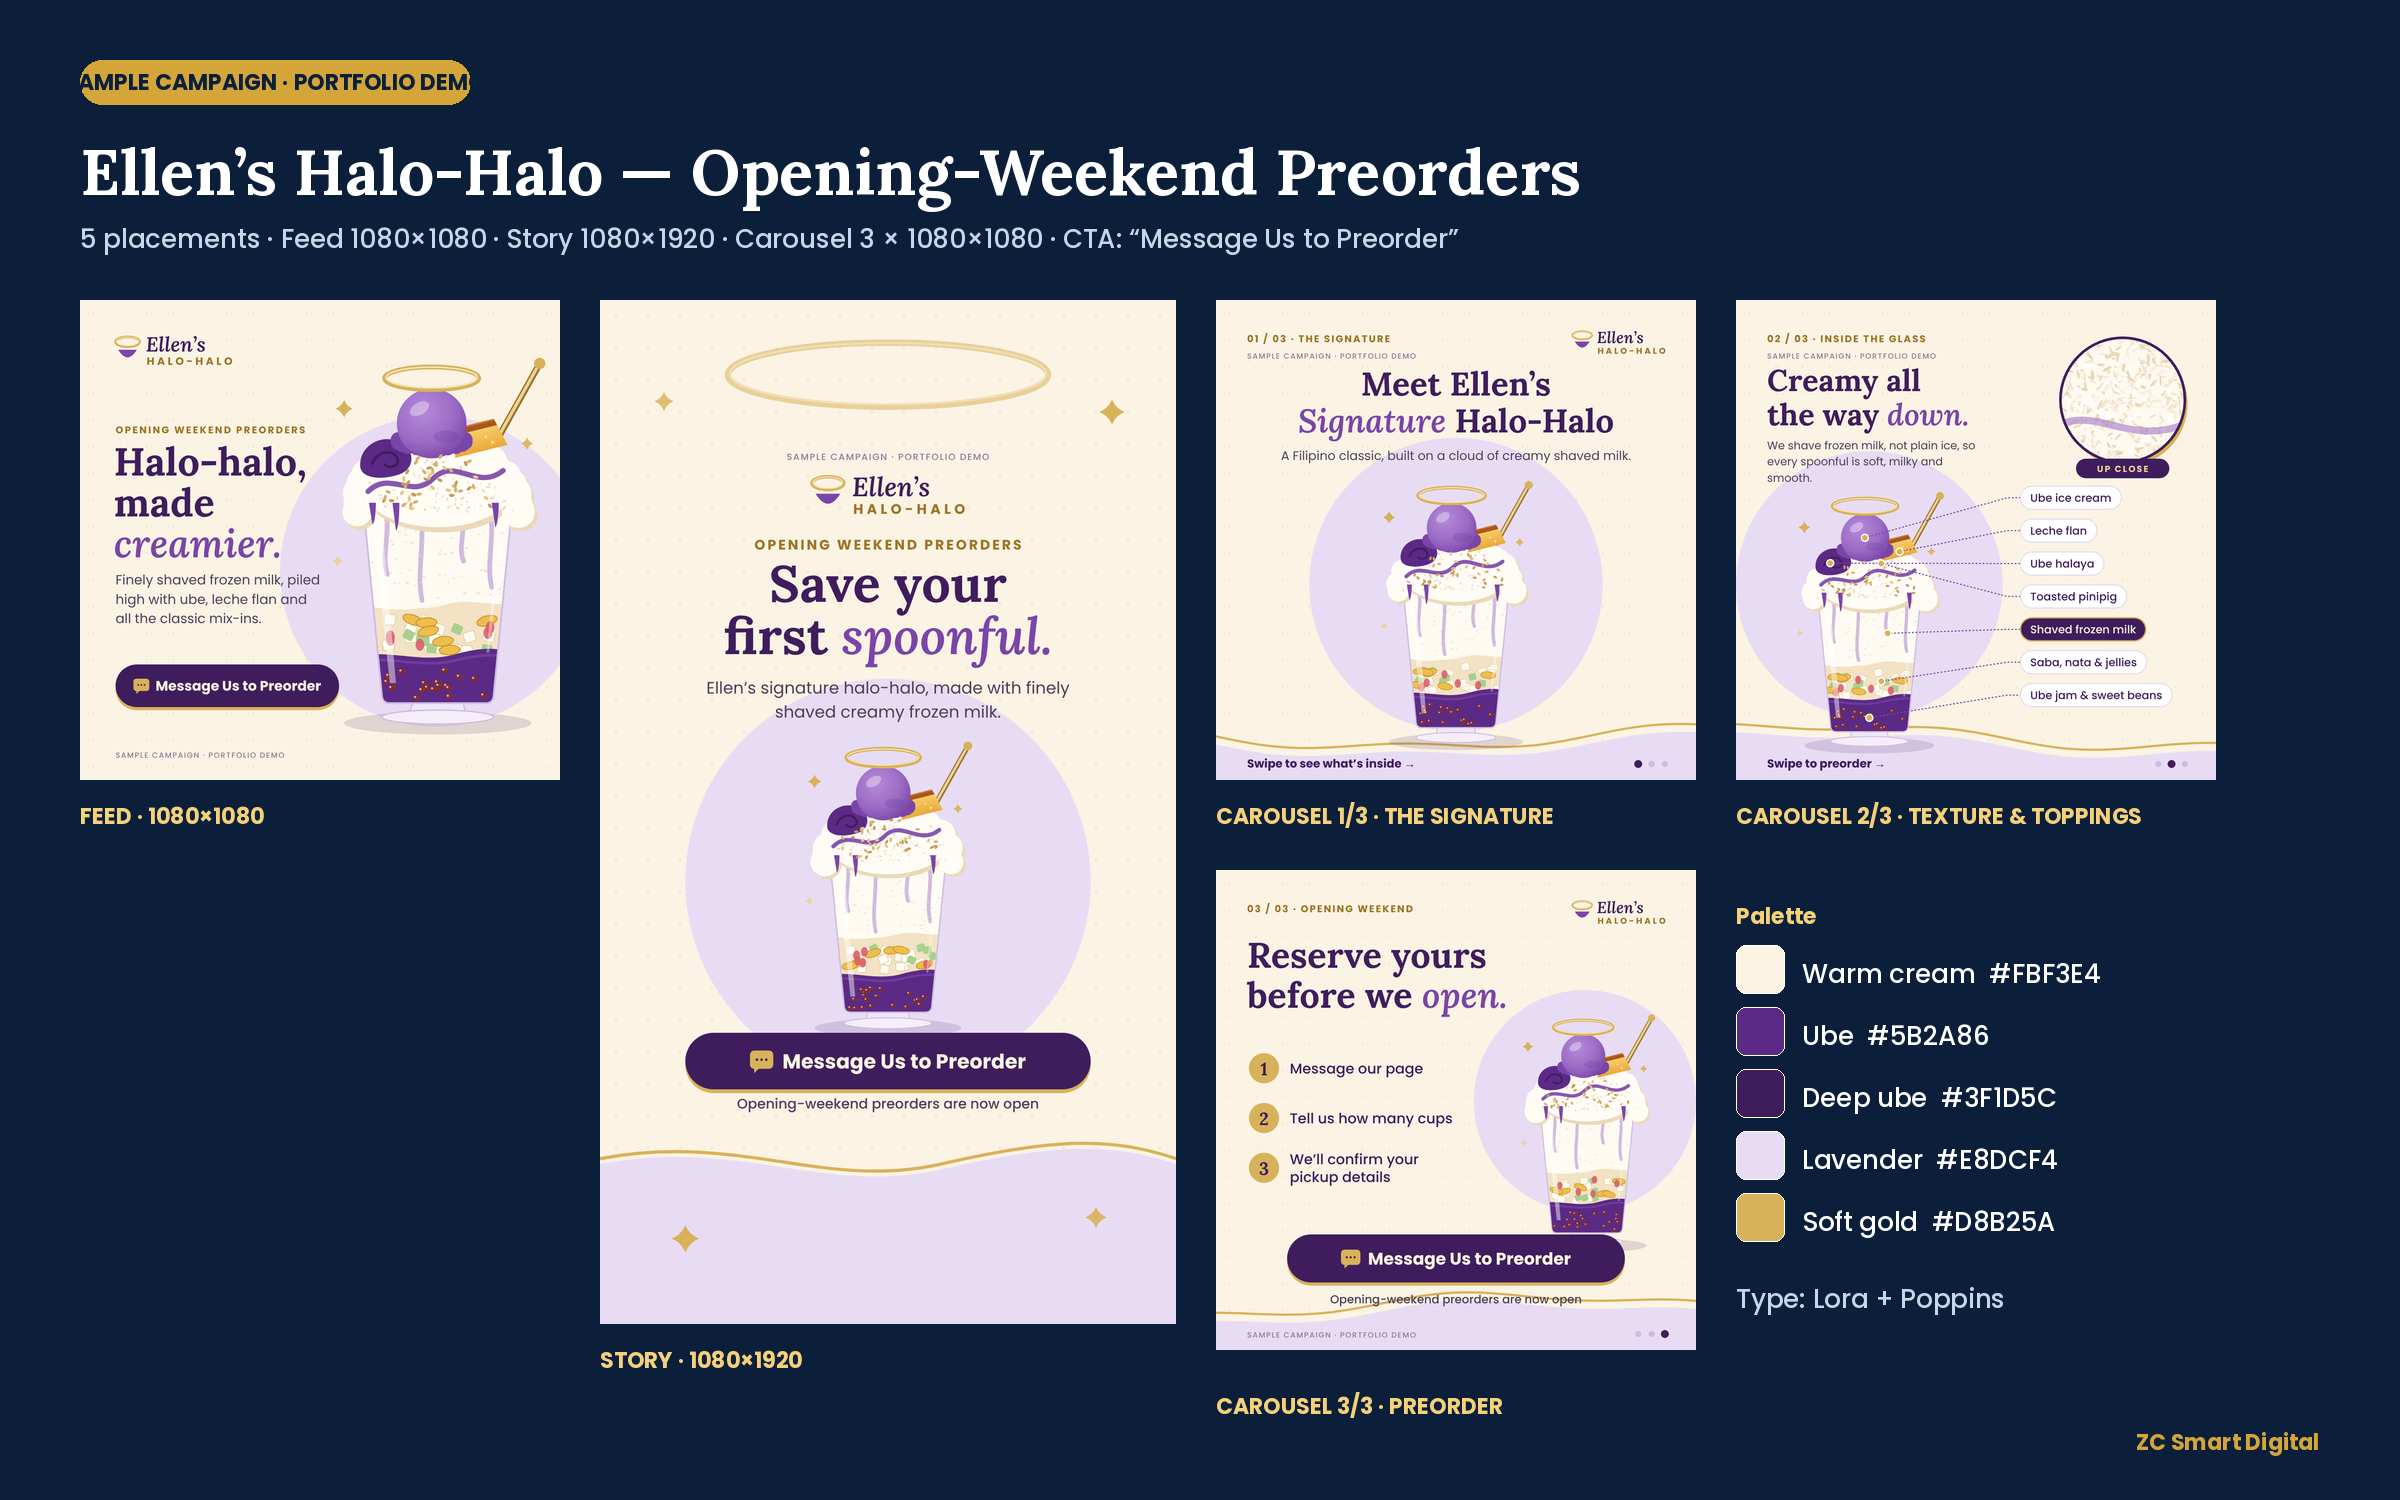 AMPLE CAMPAIGN · PORTFOLIO DEM
Ellen’s Halo-Halo — Opening-Weekend Preorders
5 placements · Feed 1080×1080 · Story 1080×1920 · Carousel 3 × 1080×1080 · CTA: “Message Us to Preorder”
Ellen’s
HALO-HALO
OPENING WEEKEND PREORDERS
Halo-halo,
made
creamier.
Finely shaved frozen milk, piled
high with ube, leche flan and
all the classic mix-ins.
Message Us to Preorder
SAMPLE CAMPAIGN · PORTFOLIO DEMO
FEED · 1080×1080
SAMPLE CAMPAIGN · PORTFOLIO DEMO
Ellen’s
HALO-HALO
OPENING WEEKEND PREORDERS
Save your
first spoonful.
Ellen’s signature halo-halo, made with finely
shaved creamy frozen milk.
Message Us to Preorder
Opening-weekend preorders are now open
STORY · 1080×1920
01 / 03 · THE SIGNATURE
SAMPLE CAMPAIGN · PORTFOLIO DEMO
Ellen’s
HALO-HALO
Meet Ellen’s
Signature Halo-Halo
A Filipino classic, built on a cloud of creamy shaved milk.
Swipe to see what’s inside →
CAROUSEL 1/3 · THE SIGNATURE
02 / 03 · INSIDE THE GLASS
SAMPLE CAMPAIGN · PORTFOLIO DEMO
Creamy all
the way down.
We shave frozen milk, not plain ice, so
every spoonful is soft, milky and
smooth.
UP CLOSE
Ube ice cream
Leche flan
Ube halaya
Toasted pinipig
Shaved frozen milk
Saba, nata & jellies
Ube jam & sweet beans
Swipe to preorder →
CAROUSEL 2/3 · TEXTURE & TOPPINGS
03 / 03 · OPENING WEEKEND
Ellen’s
HALO-HALO
Reserve yours
before we open.
1 Message our page
2 Tell us how many cups
3 We’ll confirm your
pickup details
Message Us to Preorder
Opening-weekend preorders are now open
SAMPLE CAMPAIGN · PORTFOLIO DEMO
CAROUSEL 3/3 · PREORDER
Palette
Warm cream #FBF3E4
Ube #5B2A86
Deep ube #3F1D5C
Lavender #E8DCF4
Soft gold #D8B25A
Type: Lora + Poppins
ZC Smart Digital